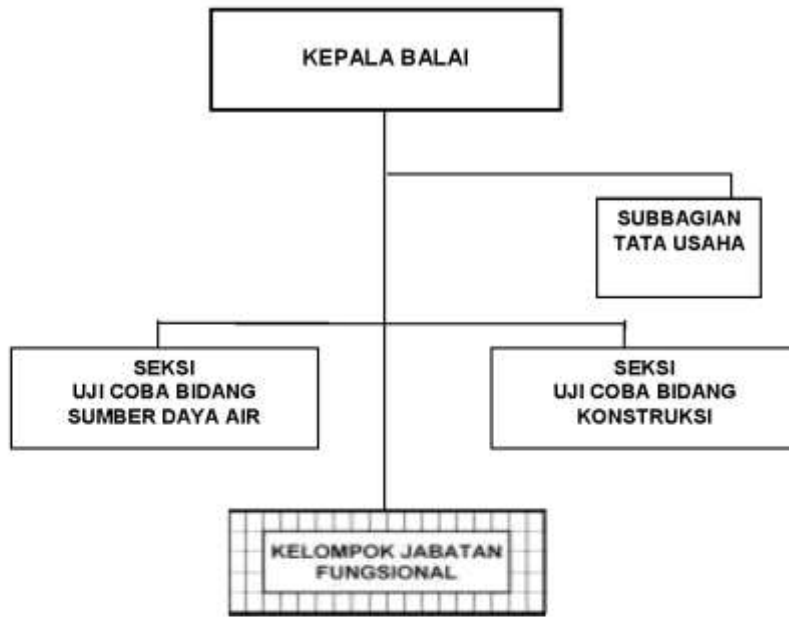 KEPALA BALAI
SUBBAGIAN
TATA USAHA
SEKSI
UJI COBA BIDANG
SUMBER DAYA AIR
SEKSI
UJI COBA BIDANG
KONSTRUKSI
KELOMPOK JABATAN
FUNGSIONAL